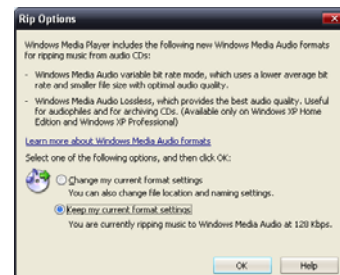 Rip Options
Windows Media Player includes the following new Windows Media Audio formats
for ripping music from audio CDs:
- Windows Media Audio variable bit rate mode, which uses a lower average bit
rate and smaller file size with optimal audio quality.
- Windows Media Audio Lossless, which provides the best audio quality. Useful
for audiophiles and for archiving CDs. (Available only on Windows XP Home
Edition and Windows XP Professional)
Learn more about Windows Media Audio formats
Select one of the following options, and then click OK:
Change my current format settings
You can also change file location and naming settings.
Keep my current format settings
You are currently ripping music to Windows Media Audio at 128 Kbps.
OK Help